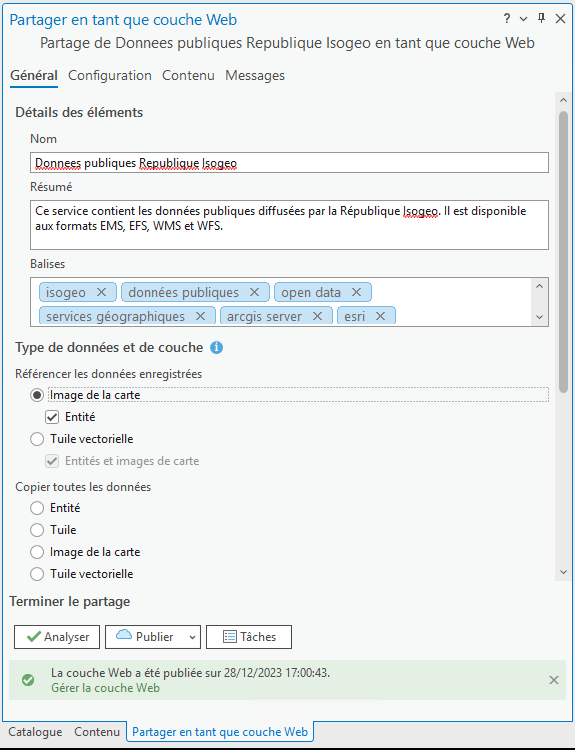 Partager en tant que couche Web
?
Partage de Donnees publiques Republique Isogeo en tant que couche Web
Général Configuration Contenu Messages
Détails des éléments
Nom
Donnees publiques Republique Isogeo
Résumé
Ce service contient les données publiques diffusées par la République Isogeo. Il est disponible
aux formats EMS, EFS, WMS et WFS.
Balises
isogeo données publiques open data
services géographiques arcgis server esri
Type de données et de couche
Référencer les données enregistrées
Image de la carte
Entité
Tuile vectorielle
Entités et images de carte
Copier toutes les données
Entité
Tuile
Image de la carte
Tuile vectorielle
Terminer le partage
Analyser Publier Tâches
La couche Web a été publiée sur 28/12/2023 17:00:43.
Gérer la couche Web
Catalogue Contenu Partager en tant que couche Web